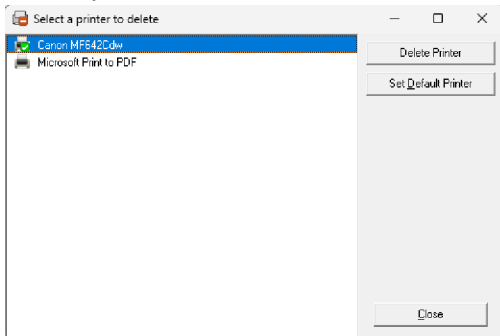 Select a printer to delete
Canon MF642Cdw
Microsoft Print to PDF
Delete Printer
Set Default Printer
Close